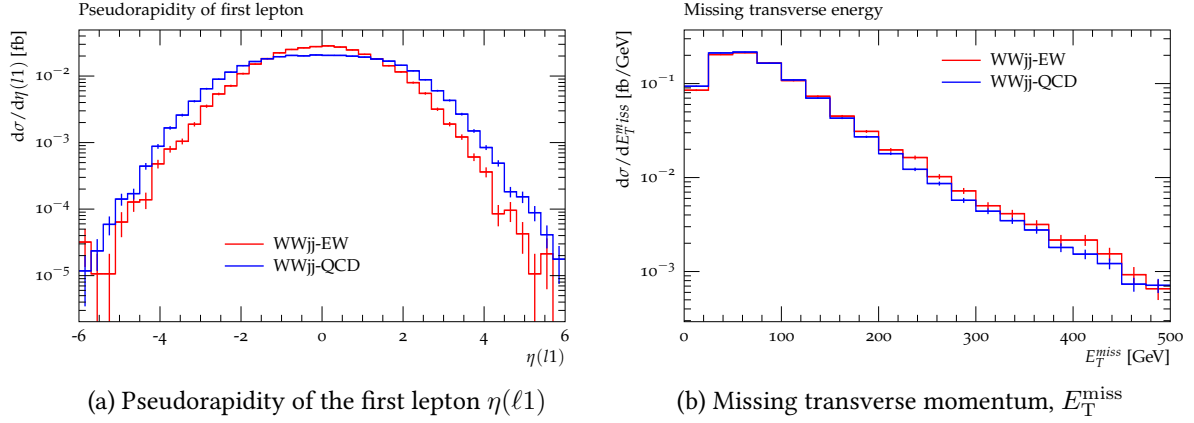 Pseudorapidity of first lepton
dσ/dη(l1) [fb]
10⁻²
10⁻³
10⁻⁴
10⁻⁵
WWjj-EW
WWjj-QCD
-6 -4 -2 0 2 4 6
η(l1)
(a) Pseudorapidity of the first lepton η(ℓ1)
Missing transverse energy
dσ/dE_T^miss [fb/GeV]
10⁻¹
10⁻²
10⁻³
WWjj-EW
WWjj-QCD
0 100 200 300 400 500
E_T^miss [GeV]
(b) Missing transverse momentum, E_T^miss